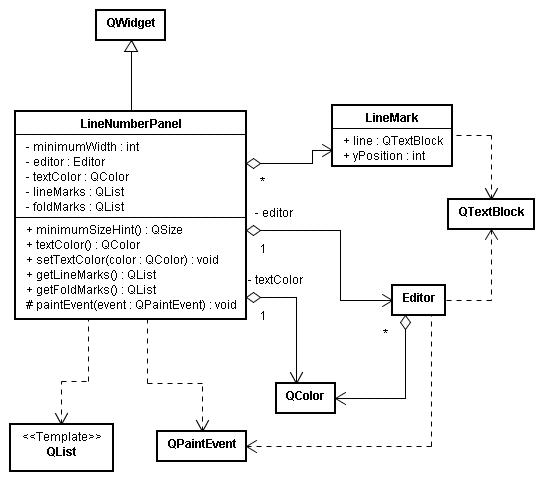 QWidget
LineNumberPanel
- minimumWidth : int
- editor : Editor
- textColor : QColor
- lineMarks : QList
- foldMarks : QList
+ minimumSizeHint() : QSize
+ textColor() : QColor
+ setTextColor(color : QColor) : void
+ getLineMarks() : QList
+ getFoldMarks() : QList
# paintEvent(event : QPaintEvent) : void
LineMark
+ line : QTextBlock
+ yPosition : int
*
- editor
1
QTextBlock
- textColor
1
Editor
*
QColor
<<Template>>
QList
QPaintEvent